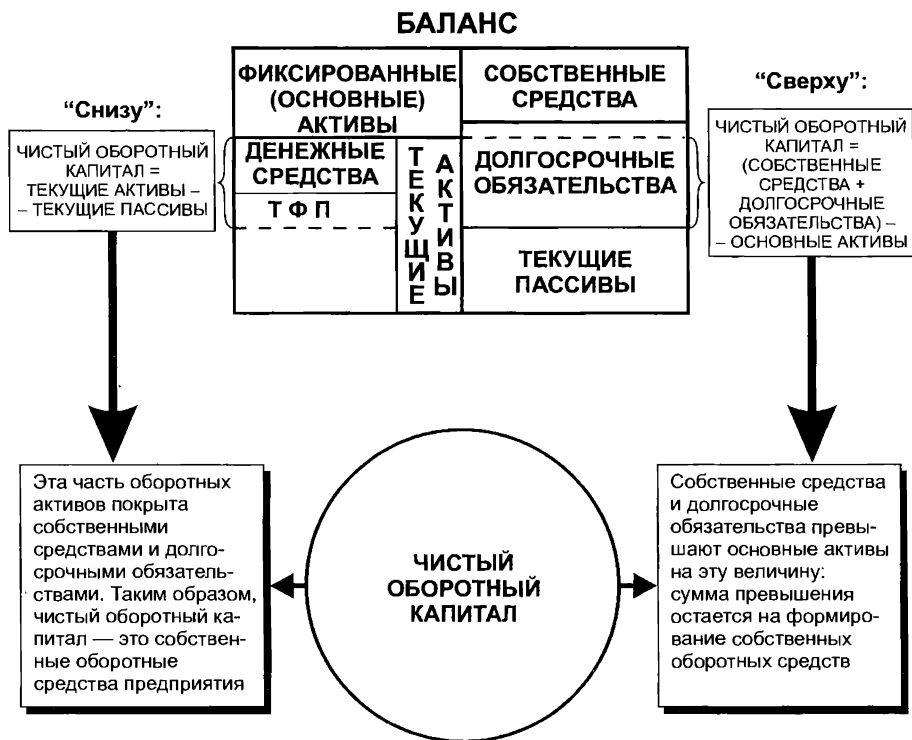 БАЛАНС
"Снизу":
ЧИСТЫЙ ОБОРОТНЫЙ
КАПИТАЛ =
ТЕКУЩИЕ АКТИВЫ –
– ТЕКУЩИЕ ПАССИВЫ
ФИКСИРОВАННЫЕ
(ОСНОВНЫЕ)
АКТИВЫ
ДЕНЕЖНЫЕ
СРЕДСТВА
Т Ф П
ТЕКУЩИЕ
АКТИВЫ
СОБСТВЕННЫЕ
СРЕДСТВА
ДОЛГОСРОЧНЫЕ
ОБЯЗАТЕЛЬСТВА
ТЕКУЩИЕ
ПАССИВЫ
"Сверху":
ЧИСТЫЙ ОБОРОТНЫЙ
КАПИТАЛ =
(СОБСТВЕННЫЕ
СРЕДСТВА +
ДОЛГОСРОЧНЫЕ
ОБЯЗАТЕЛЬСТВА) –
– ОСНОВНЫЕ АКТИВЫ
Эта часть оборотных
активов покрыта
собственными
средствами и долго-
срочными обязатель-
ствами. Таким образом,
чистый оборотный ка-
питал — это собствен-
ные оборотные
средства предприятия
ЧИСТЫЙ
ОБОРОТНЫЙ
КАПИТАЛ
Собственные средства
и долгосрочные
обязательства превы-
шают основные активы
на эту величину:
сумма превышения
остается на формиро-
вание собственных
оборотных средств